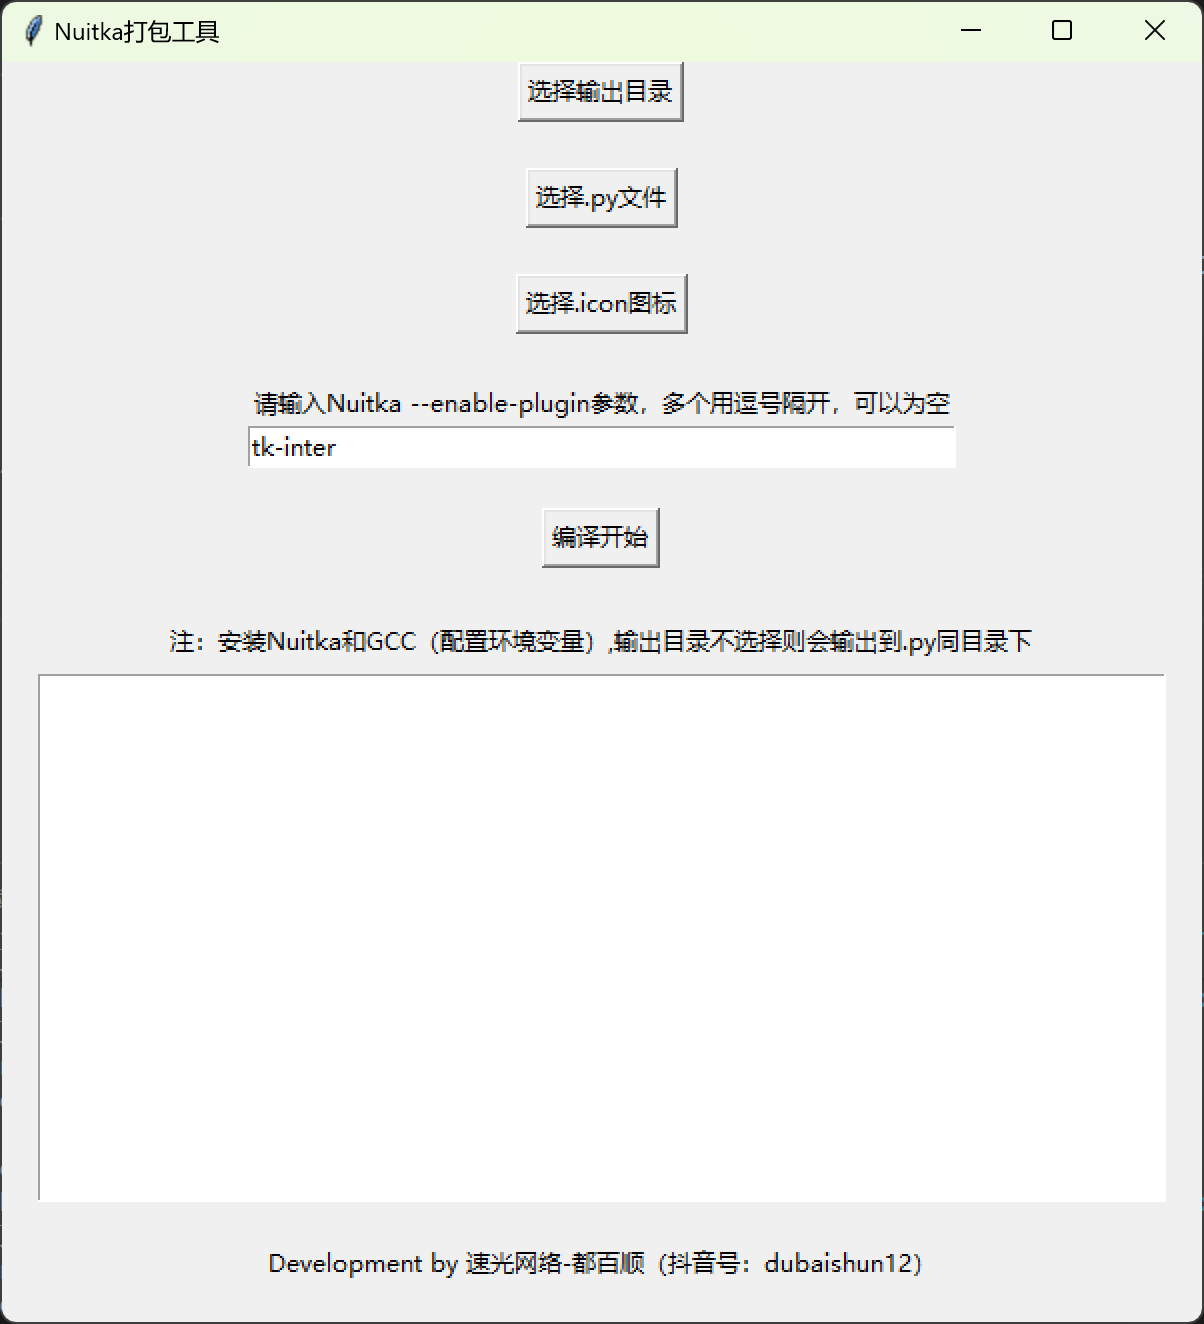 Nuitka打包工具
选择输出目录
选择.py文件
选择.icon图标
请输入Nuitka --enable-plugin参数，多个用逗号隔开，可以为空
tk-inter
编译开始
注：安装Nuitka和GCC（配置环境变量）,输出目录不选择则会输出到.py同目录下
Development by 速光网络-都百顺（抖音号：dubaishun12）